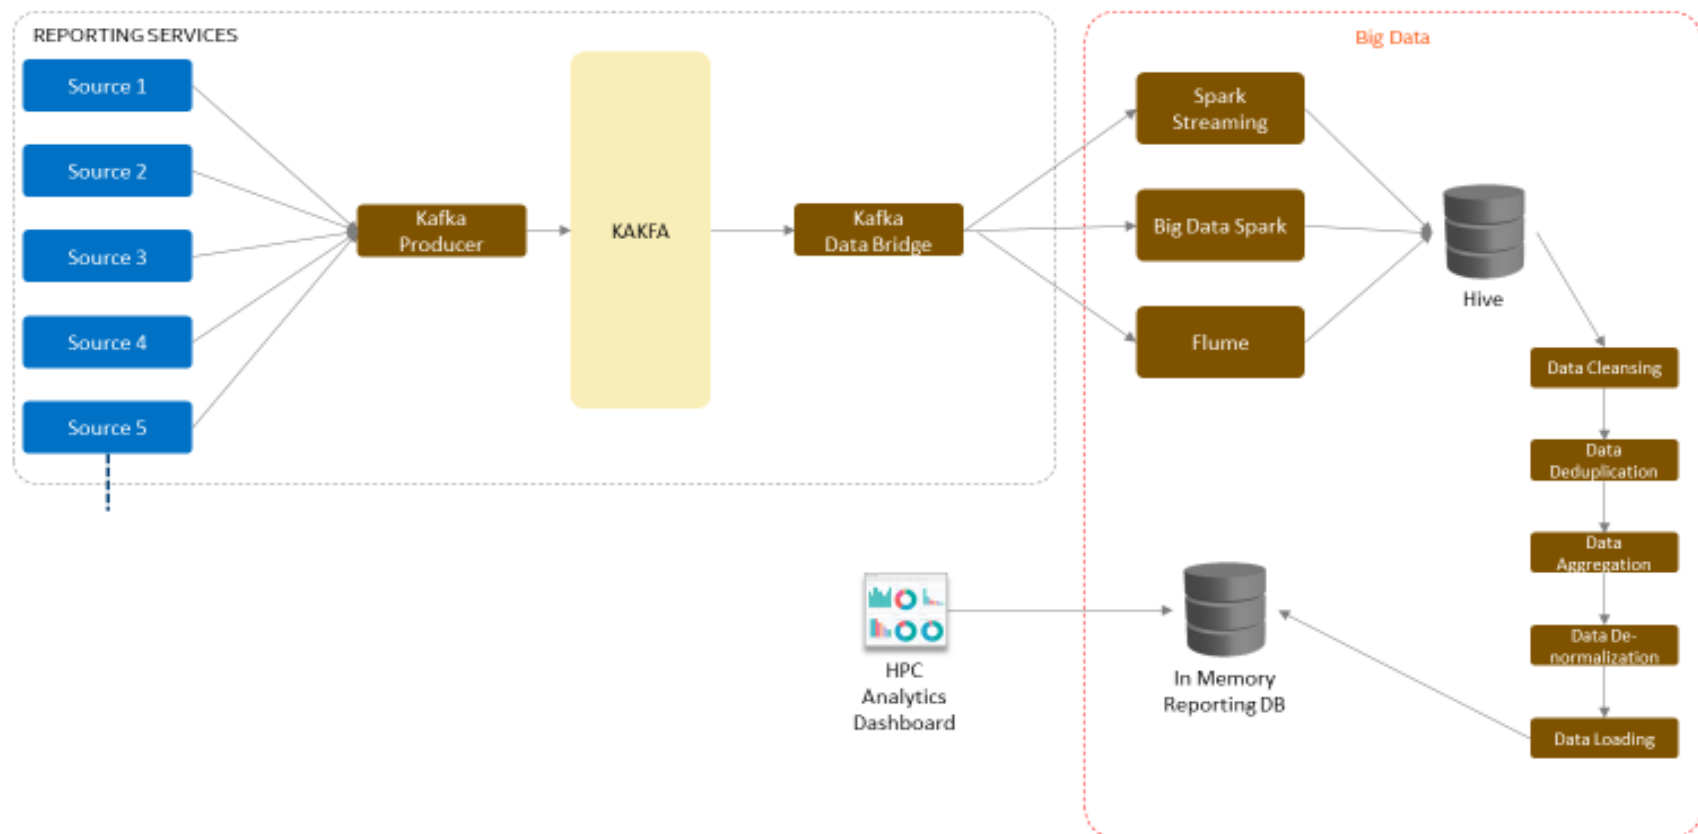 REPORTING SERVICES
Source 1
Source 2
Source 3
Source 4
Source 5
Kafka
Producer
KAKFA
Kafka
Data Bridge
Big Data
Spark
Streaming
Big Data Spark
Flume
Hive
Data Cleansing
Data
Deduplication
Data
Aggregation
Data De-
normalization
Data Loading
In Memory
Reporting DB
HPC
Analytics
Dashboard